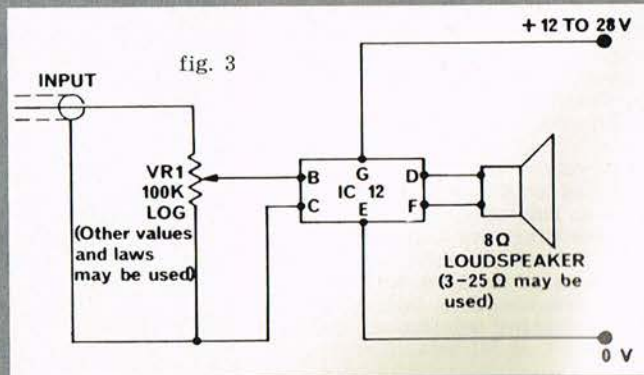 + 12 TO 28 V
fig. 3
INPUT
VR1
100K
LOG
(Other values
and laws
may be used)
B
C
G
IC 12
E
D
F
8Ω
LOUDSPEAKER
(3-25 Ω may be
used)
0 V